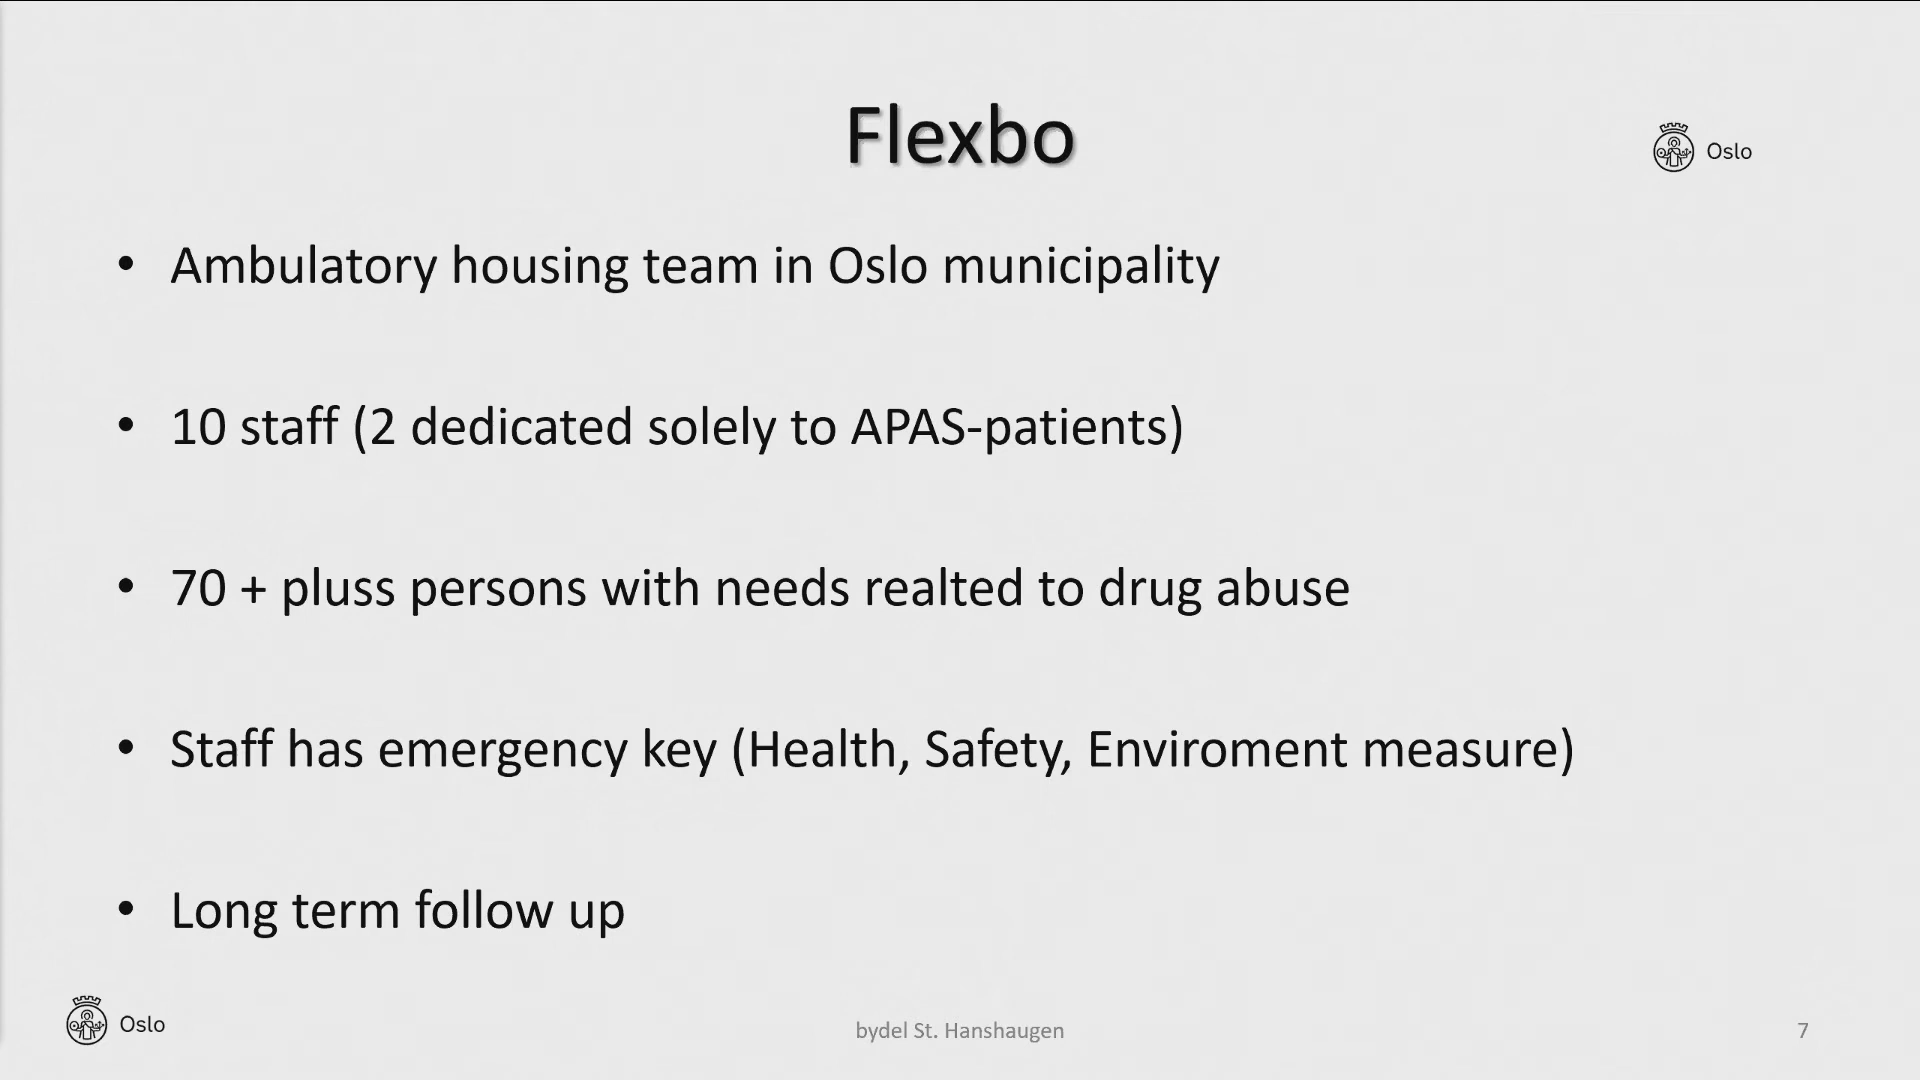 Flexbo
Oslo
• Ambulatory housing team in Oslo municipality
• 10 staff (2 dedicated solely to APAS-patients)
• 70 + pluss persons with needs realted to drug abuse
• Staff has emergency key (Health, Safety, Enviroment measure)
• Long term follow up
Oslo
bydel St. Hanshaugen
7